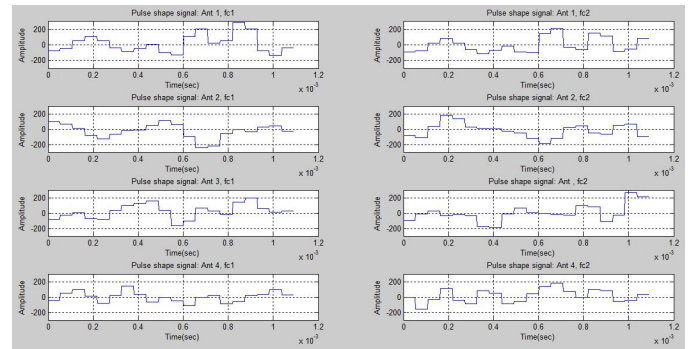 Pulse shape signal: Ant 1, fc1
Amplitude
200
0
-200
0 0.2 0.4 0.6 0.8 1 1.2
Time(sec)
x 10^-3
Pulse shape signal: Ant 1, fc2
Amplitude
200
0
-200
0 0.2 0.4 0.6 0.8 1 1.2
Time(sec)
x 10^-3
Pulse shape signal: Ant 2, fc1
Amplitude
200
0
-200
0 0.2 0.4 0.6 0.8 1 1.2
Time(sec)
x 10^-3
Pulse shape signal: Ant 2, fc2
Amplitude
200
0
-200
0 0.2 0.4 0.6 0.8 1 1.2
Time(sec)
x 10^-3
Pulse shape signal: Ant 3, fc1
Amplitude
200
0
-200
0 0.2 0.4 0.6 0.8 1 1.2
Time(sec)
x 10^-3
Pulse shape signal: Ant , fc2
Amplitude
200
0
-200
0 0.2 0.4 0.6 0.8 1 1.2
Time(sec)
x 10^-3
Pulse shape signal: Ant 4, fc1
Amplitude
200
0
-200
0 0.2 0.4 0.6 0.8 1 1.2
Time(sec)
x 10^-3
Pulse shape signal: Ant 4, fc2
Amplitude
200
0
-200
0 0.2 0.4 0.6 0.8 1 1.2
Time(sec)
x 10^-3